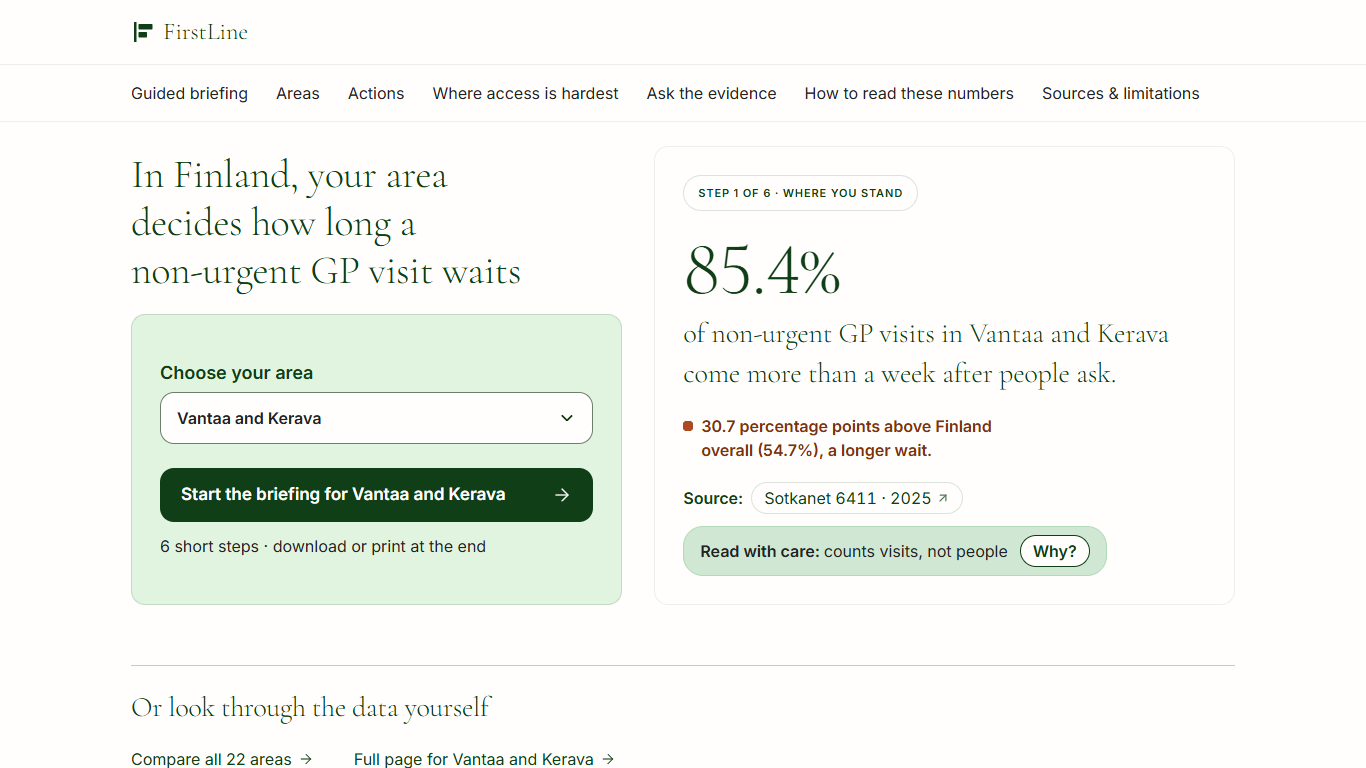 FirstLine
Guided briefing
Areas
Actions
Where access is hardest
Ask the evidence
How to read these numbers
Sources & limitations
In Finland, your area
decides how long a
non-urgent GP visit waits
Choose your area
Vantaa and Kerava
Start the briefing for Vantaa and Kerava →
6 short steps · download or print at the end
STEP 1 OF 6 · WHERE YOU STAND
85.4%
of non-urgent GP visits in Vantaa and Kerava
come more than a week after people ask.
30.7 percentage points above Finland
overall (54.7%), a longer wait.
Source: Sotkanet 6411 · 2025 ↗
Read with care: counts visits, not people Why?
Or look through the data yourself
Compare all 22 areas →
Full page for Vantaa and Kerava →